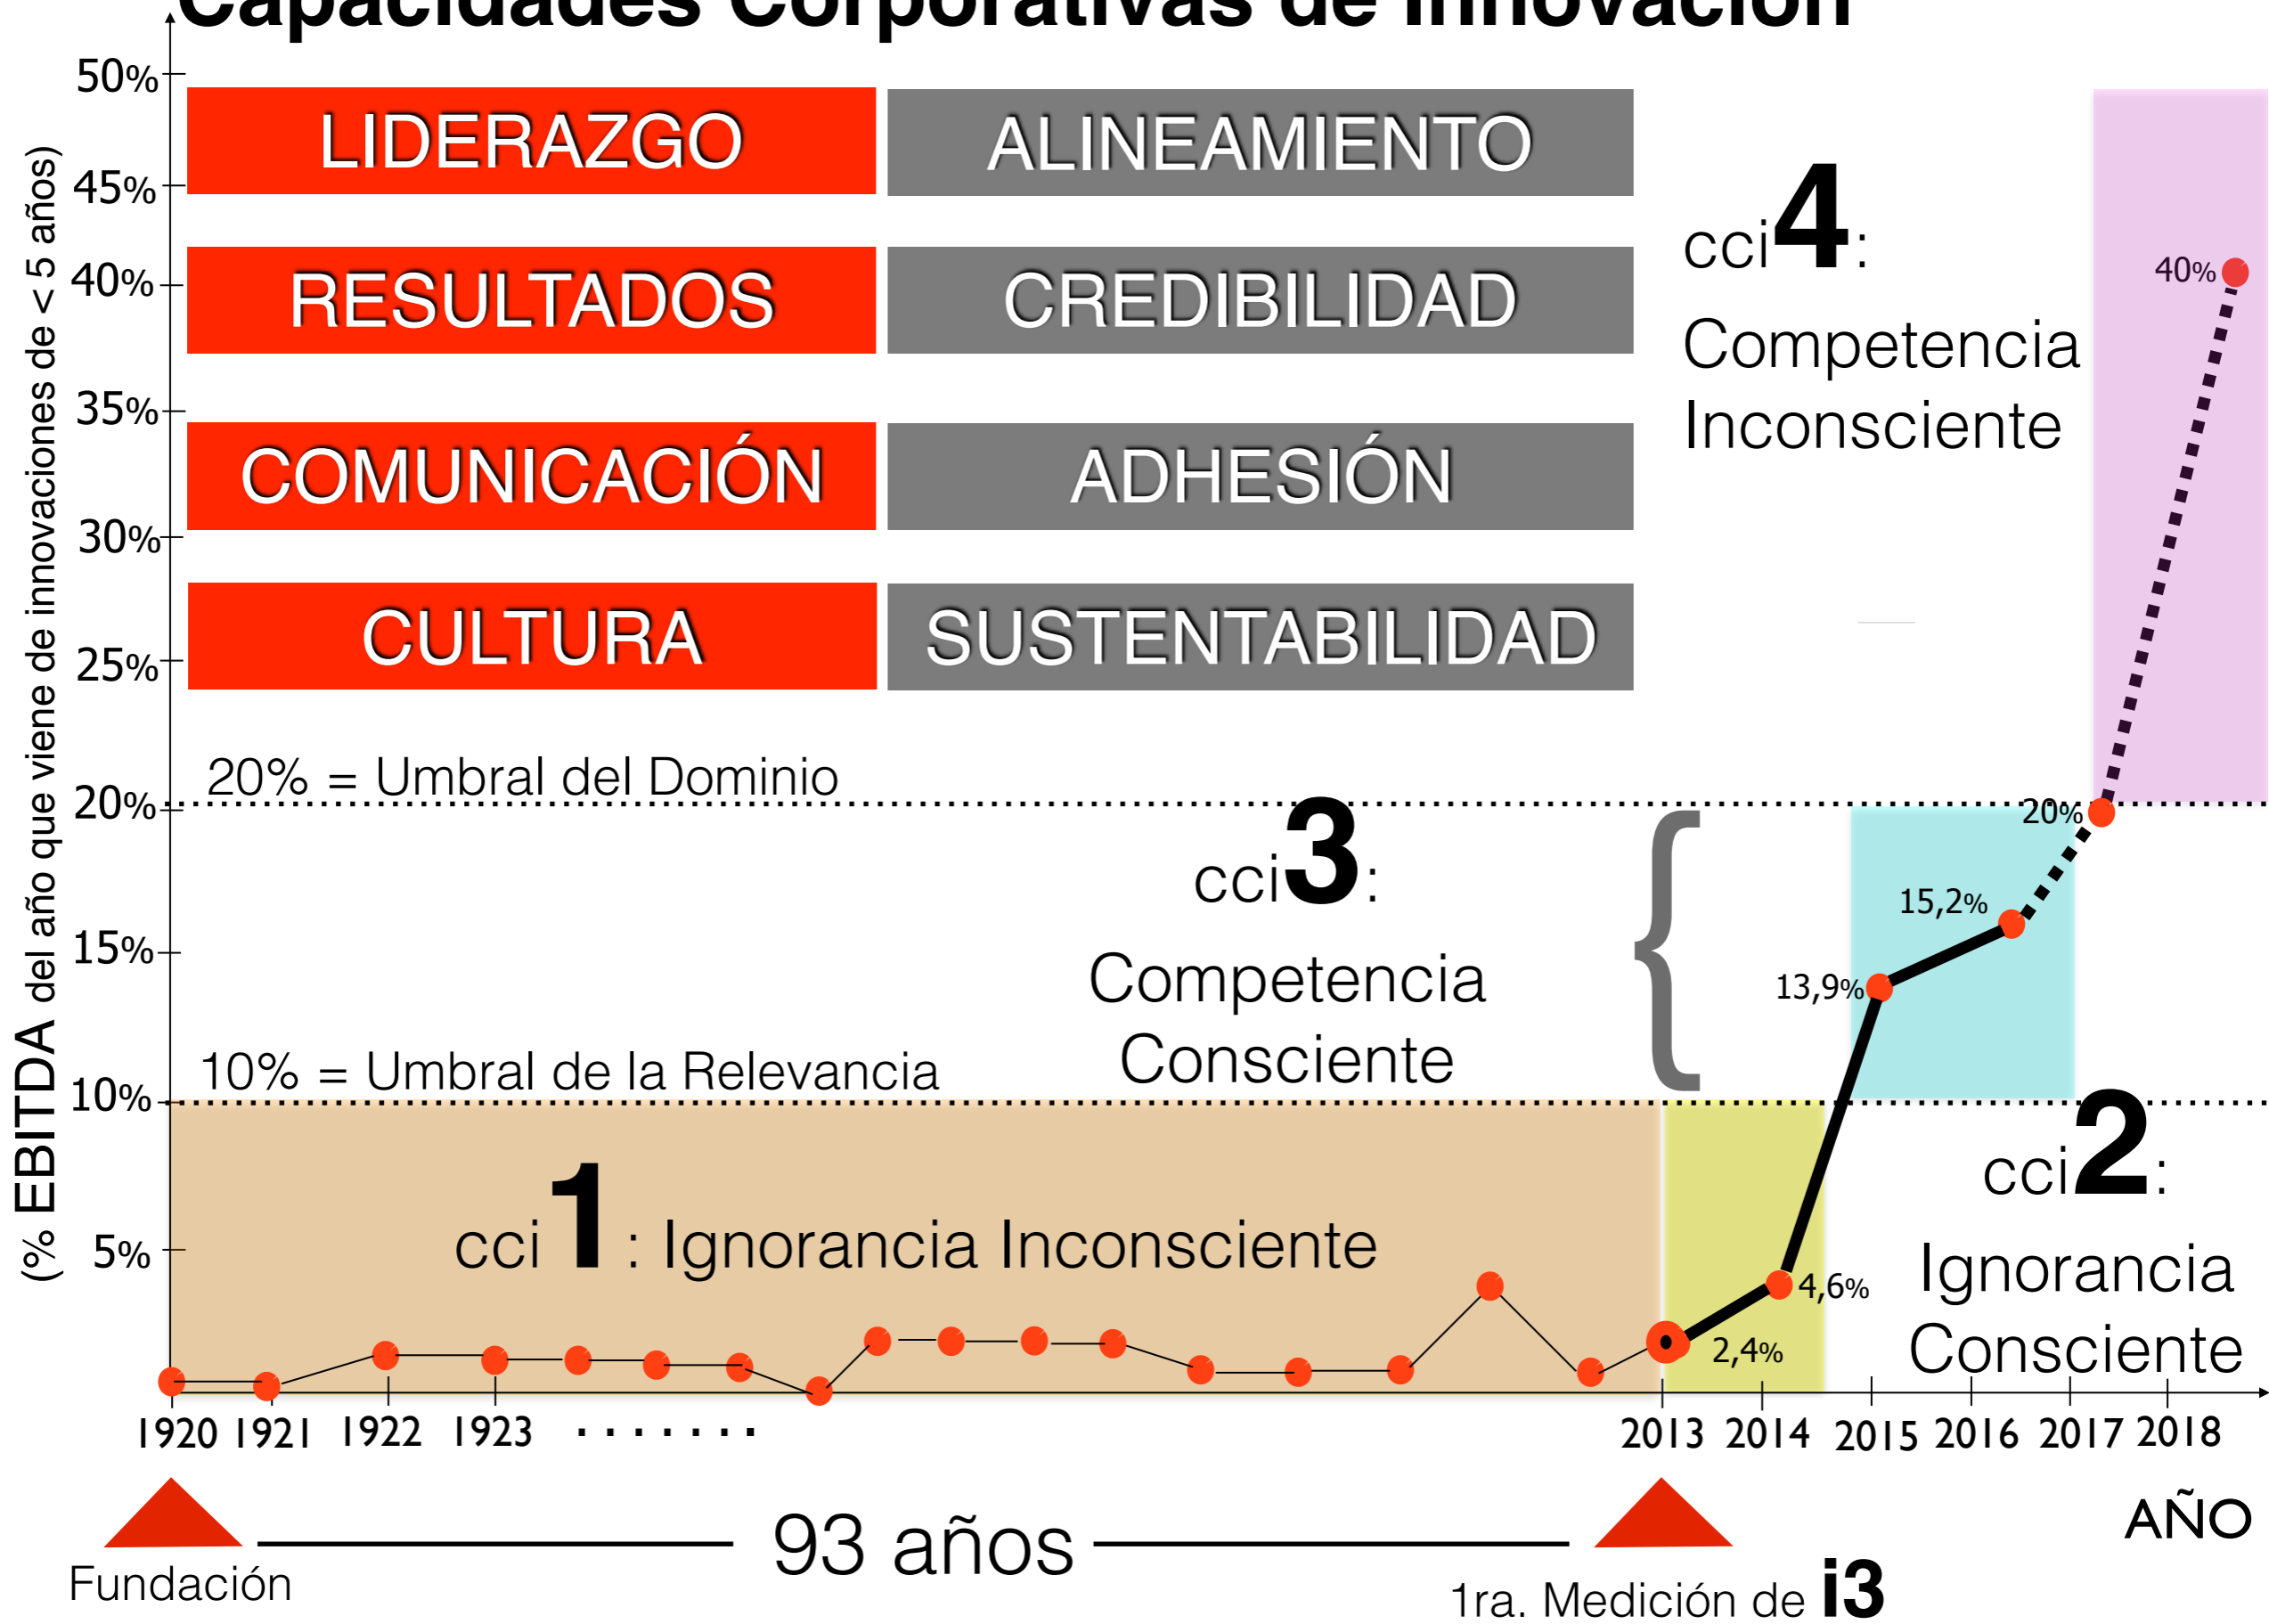 Capacidades Corporativas de Innovación
(% EBITDA del año que viene de innovaciones de < 5 años)
50%
45%
40%
35%
30%
25%
20%
15%
10%
5%
LIDERAZGO
ALINEAMIENTO
RESULTADOS
CREDIBILIDAD
COMUNICACIÓN
ADHESIÓN
CULTURA
SUSTENTABILIDAD
cci4:
Competencia
Inconsciente
40%
20% = Umbral del Dominio
20%
cci3:
Competencia
Consciente
15,2%
13,9%
10% = Umbral de la Relevancia
cci1: Ignorancia Inconsciente
cci2:
Ignorancia
Consciente
4,6%
2,4%
1920 1921 1922 1923 ....... 2013 2014 2015 2016 2017 2018
AÑO
93 años
Fundación
1ra. Medición de i3